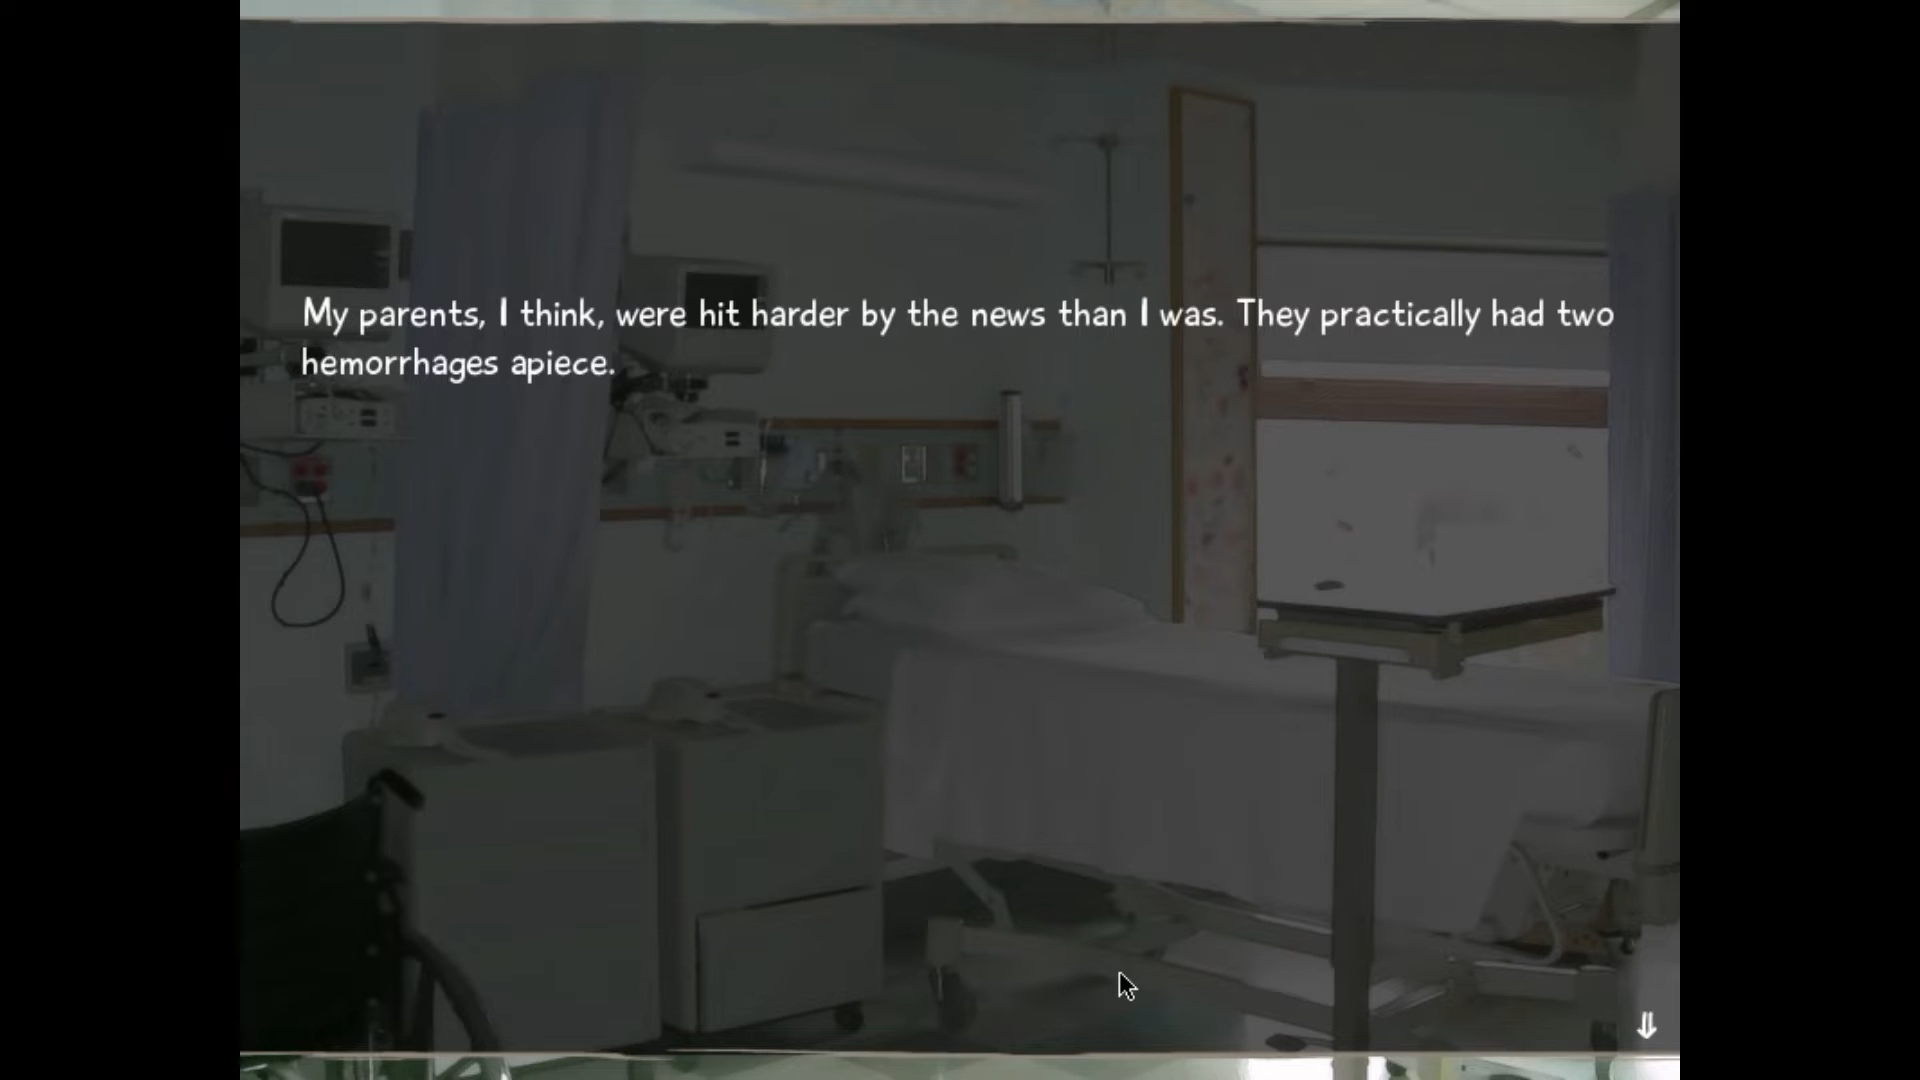 My parents, I think, were hit harder by the news than I was. They practically had two
hemorrhages apiece.